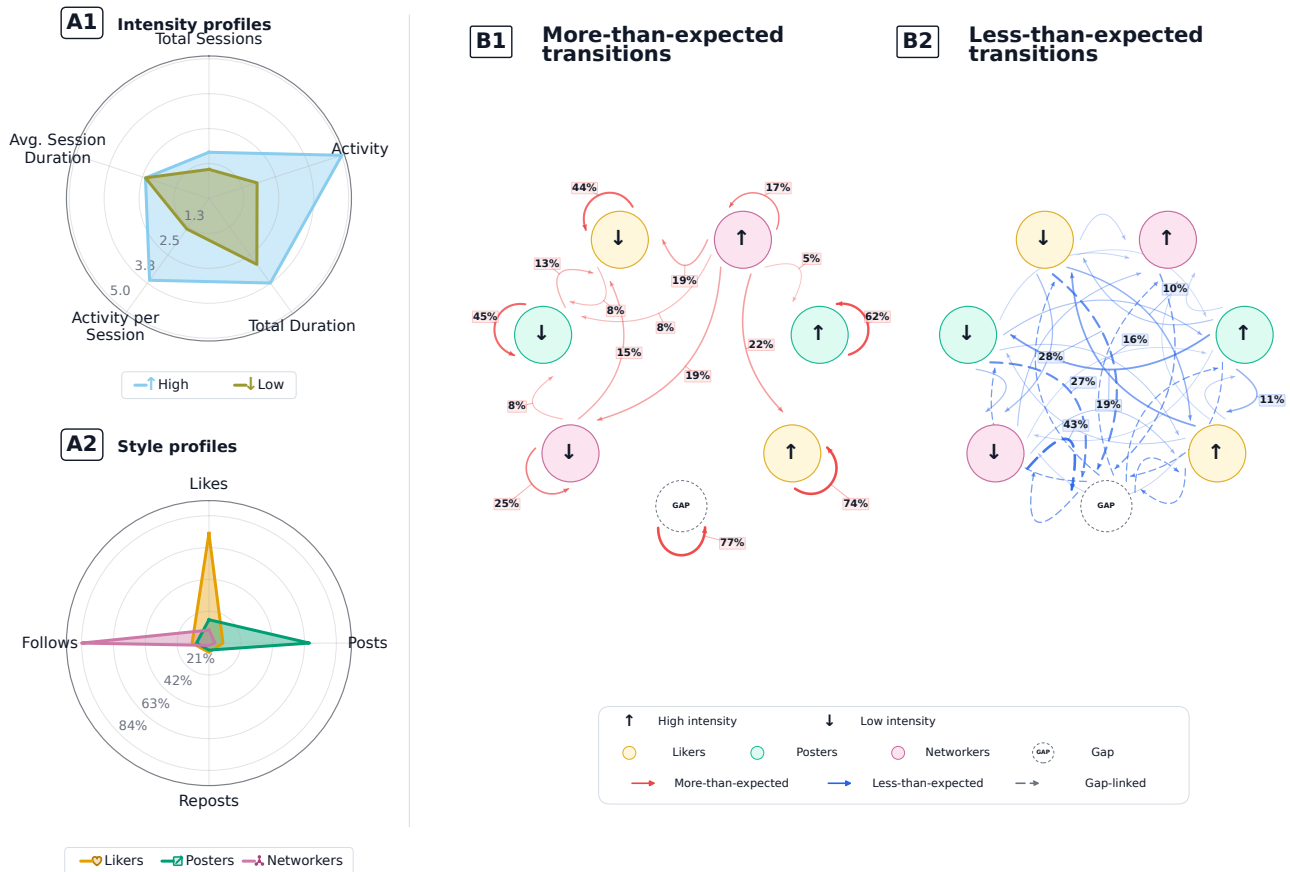 A1
Intensity profiles
Total Sessions
Activity
Avg. Session
Duration
1.3
2.5
3.8
5.0
Activity per
Session
Total Duration
↑ High
↓ Low
A2
Style profiles
Likes
Follows
Posts
21%
42%
63%
84%
Reposts
Likers
Posters
Networkers
B1
More-than-expected
transitions
44%
17%
↓
↑
13%
19%
5%
45%
8%
8%
62%
↓
↑
15%
22%
19%
8%
↓
↑
25%
74%
GAP
77%
B2
Less-than-expected
transitions
↓
↑
10%
↓
↑
16%
28%
27%
11%
19%
43%
↓
↑
GAP
↑ High intensity
↓ Low intensity
Likers
Posters
Networkers
GAP Gap
More-than-expected
Less-than-expected
Gap-linked